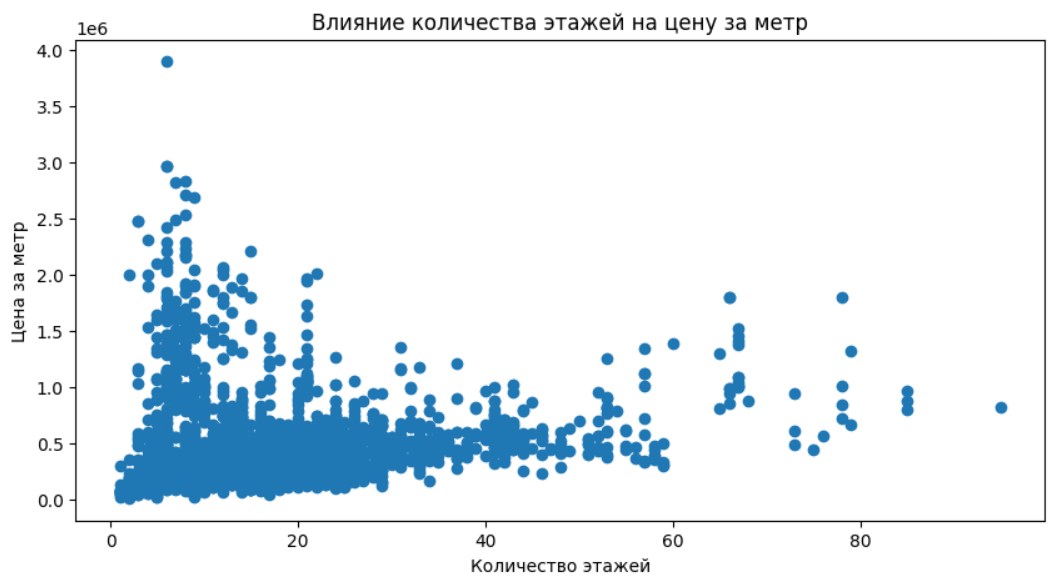 Влияние количества этажей на цену за метр
1e6
4.0
3.5
3.0
2.5
2.0
1.5
1.0
0.5
0.0
Цена за метр
0 20 40 60 80
Количество этажей